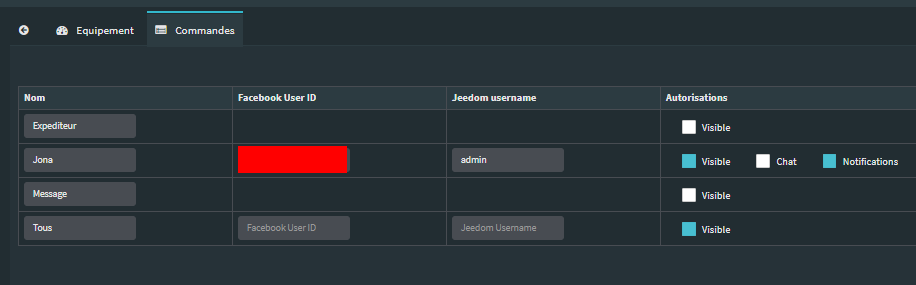 Equipement Commandes
Nom Facebook User ID Jeedom username Autorisations
Expediteur Visible
Jona admin Visible Chat Notifications
Message Visible
Tous Facebook User ID Jeedom Username Visible